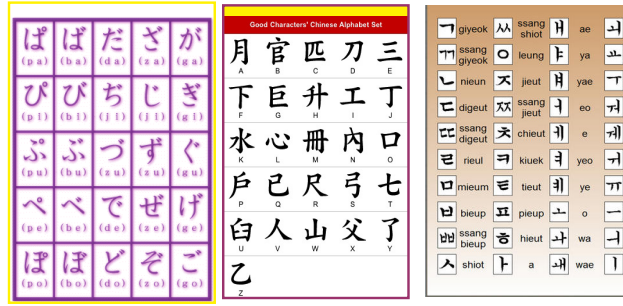 ぱ ば だ ざ が
(pa) (ba) (da) (za) (ga)
ぴ び ぢ じ ぎ
(pi) (bi) (ji) (ji) (gi)
ぷ ぶ づ ず ぐ
(pu) (bu) (zu) (zu) (gu)
ぺ べ で ぜ げ
(pe) (be) (de) (ze) (ge)
ぽ ぼ ど ぞ ご
(po) (bo) (do) (zo) (go)
Good Characters' Chinese Alphabet Set
月 官 匹 刀 三
A B C D E
下 巨 升 工 丁
F G H I J
水 心 冊 內 口
K L M N O
戶 已 尺 弓 七
P Q R S T
臼 人 山 父 了
U V W X Y
乙
Z
ㄱ giyeok ㅆ ssang shiot ㅐ ae ㅚ
ㄲ ssang giyeok ㅇ leung ㅑ ya ㅛ
ㄴ nieun ㅈ jieut ㅒ yae ㅜ
ㄷ digeut ㅉ ssang jieut ㅓ eo ㅝ
ㄸ ssang digeut ㅊ chieut ㅔ e ㅞ
ㄹ rieul ㅋ kiuek ㅕ yeo ㅟ
ㅁ mieum ㅌ tieut ㅖ ye ㅠ
ㅂ bieup ㅍ pieup ㅗ o ㅡ
ㅃ ssang bieup ㅎ hieut ㅘ wa ㅢ
ㅅ shiot ㅏ a ㅙ wae ㅣ